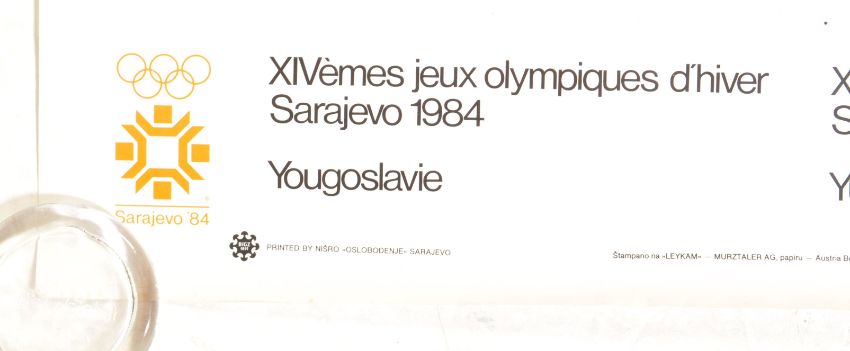 XIVèmes jeux olympiques d'hiver
Sarajevo 1984
Yougoslavie
Sarajevo '84
BIGZ
PRINTED BY NIŠRO «OSLOBOĐENJE» SARAJEVO
Štampano na «LEYKAM» — MURZTALER AG, papiru — Austria
X
S